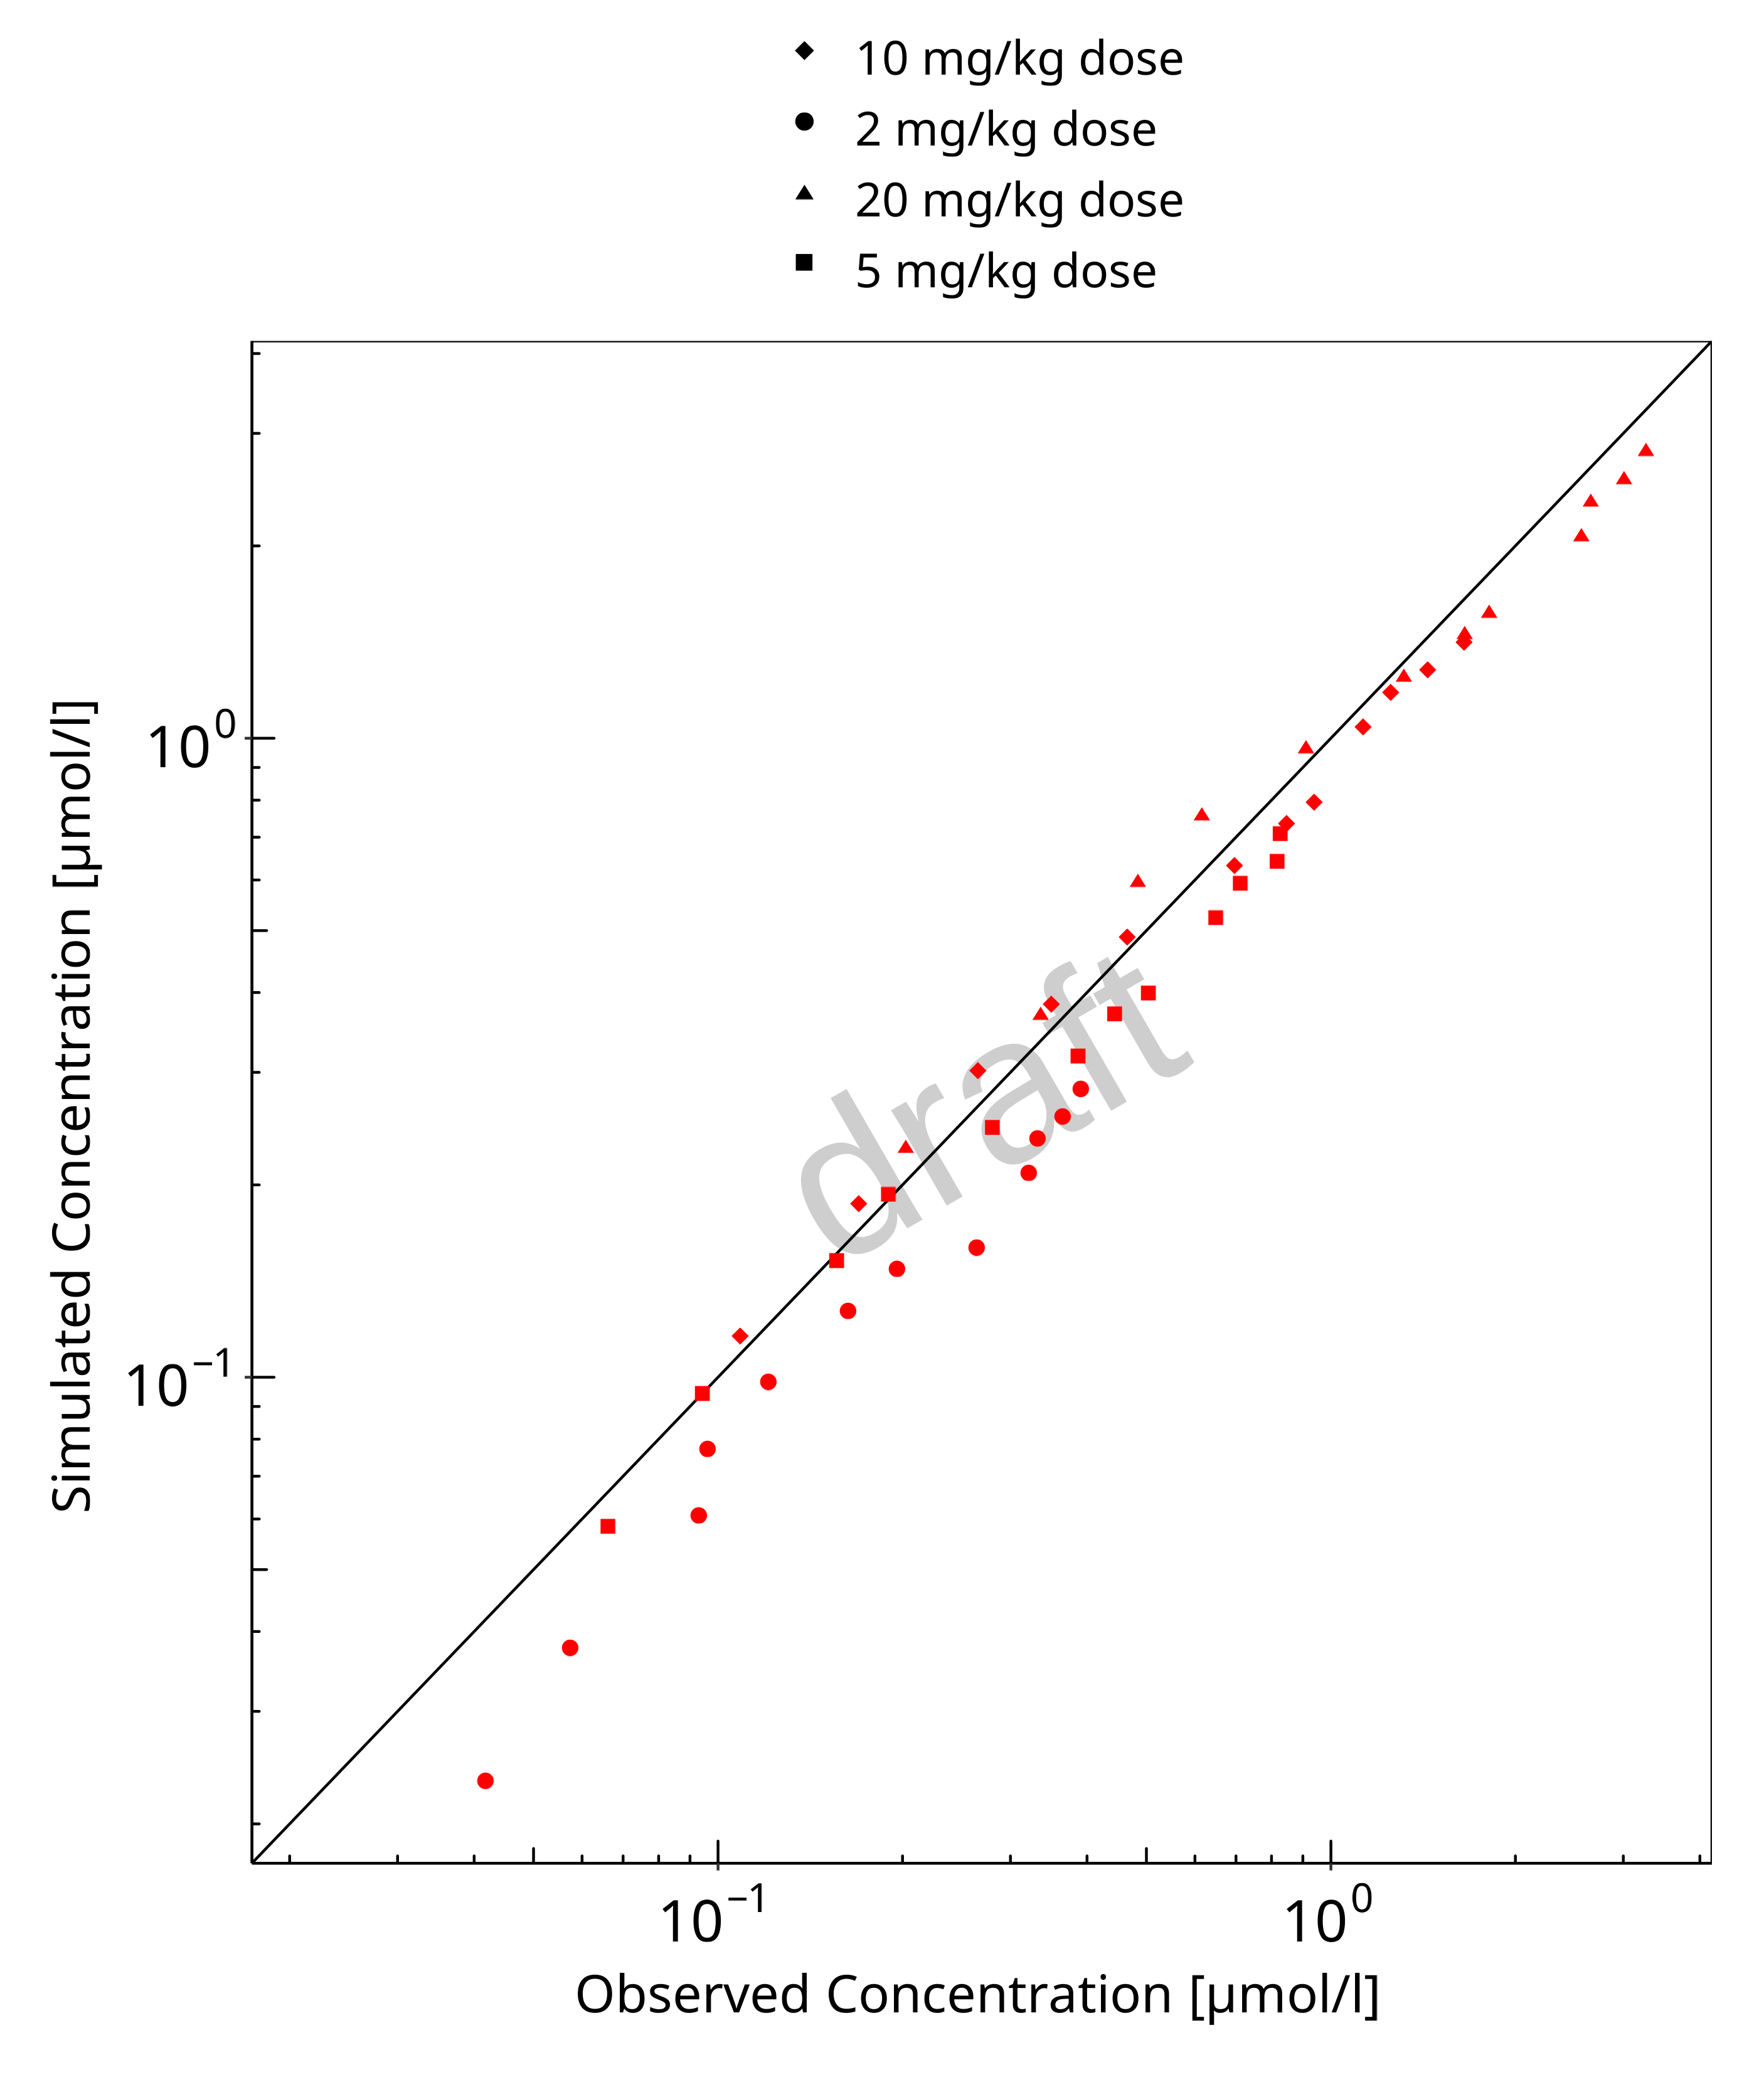 10 mg/kg dose
2 mg/kg dose
20 mg/kg dose
5 mg/kg dose
Simulated Concentration [µmol/l]
10⁰
10⁻¹
draft
10⁻¹ 10⁰
Observed Concentration [µmol/l]